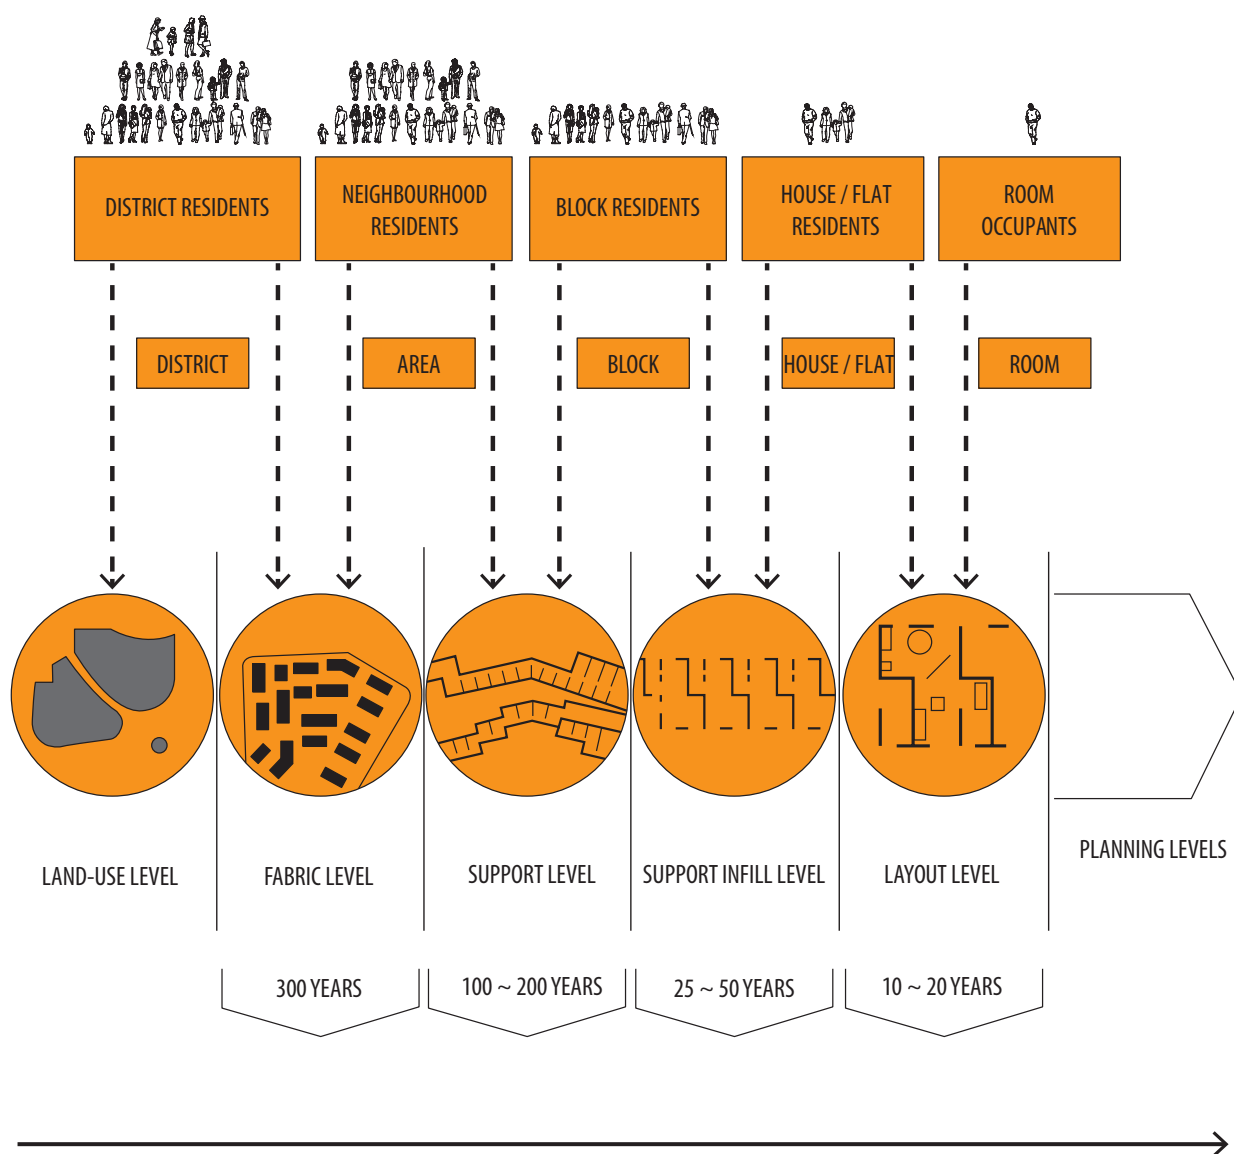 DISTRICT RESIDENTS
NEIGHBOURHOOD
RESIDENTS
BLOCK RESIDENTS
HOUSE / FLAT
RESIDENTS
ROOM
OCCUPANTS
DISTRICT
AREA
BLOCK
HOUSE / FLAT
ROOM
LAND-USE LEVEL
FABRIC LEVEL
SUPPORT LEVEL
SUPPORT INFILL LEVEL
LAYOUT LEVEL
PLANNING LEVELS
300 YEARS
100 ~ 200 YEARS
25 ~ 50 YEARS
10 ~ 20 YEARS